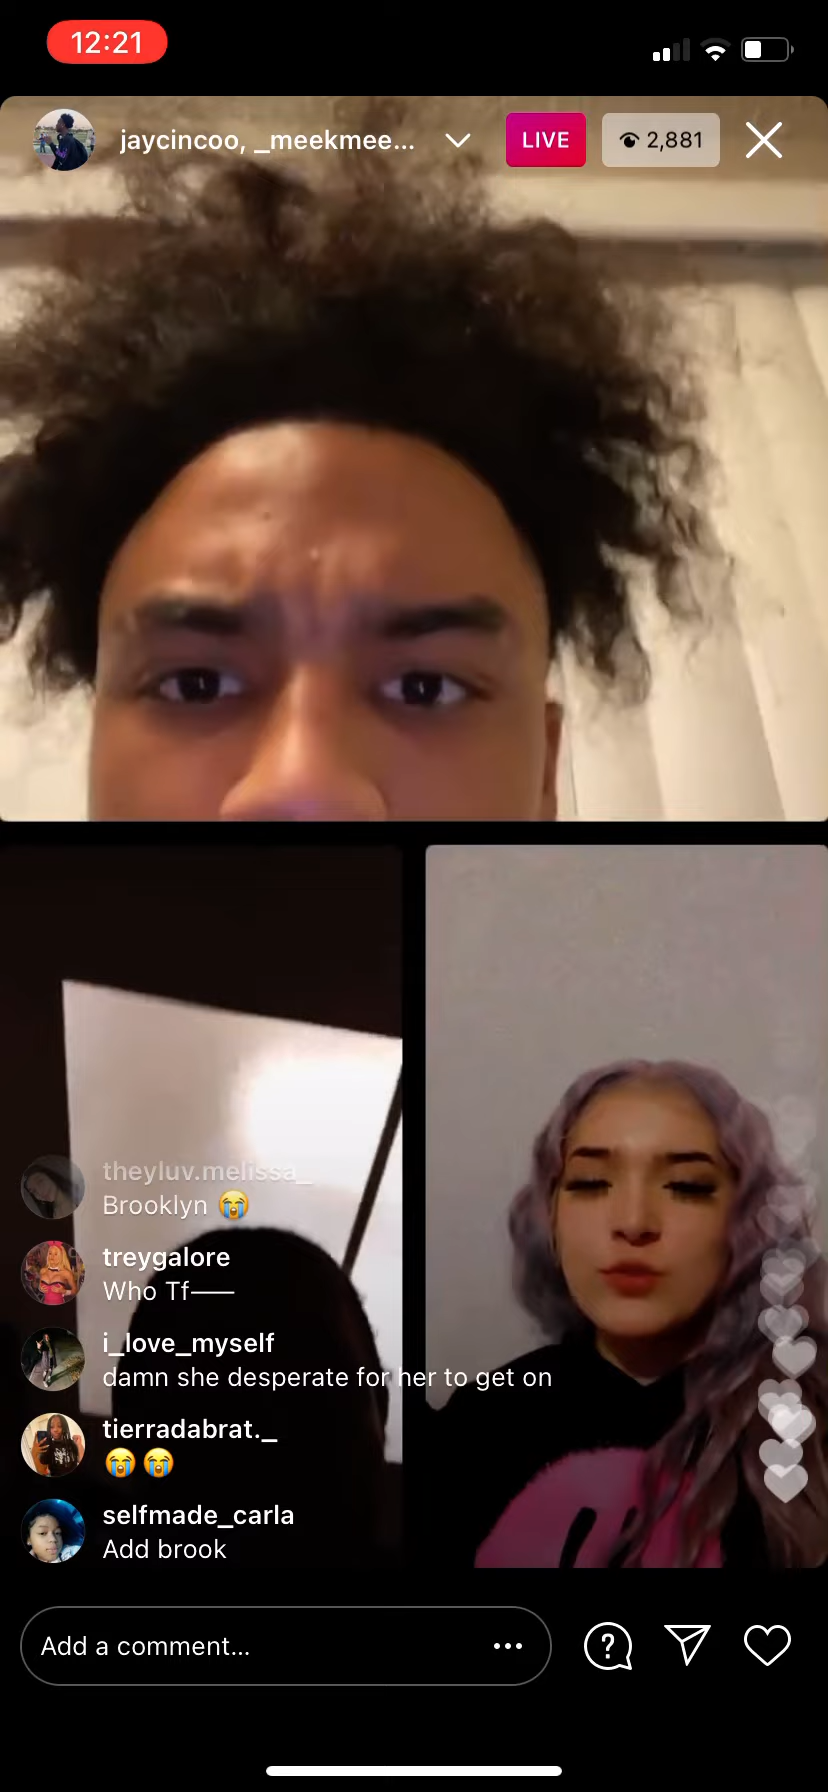 12:21
jaycincoo, _meekmee...
LIVE
2,881
theyluv.melissa_
Brooklyn 😭
treygalore
Who Tf——
i_love_myself
damn she desperate for her to get on
tierradabrat._
😭😭
selfmade_carla
Add brook
Add a comment...